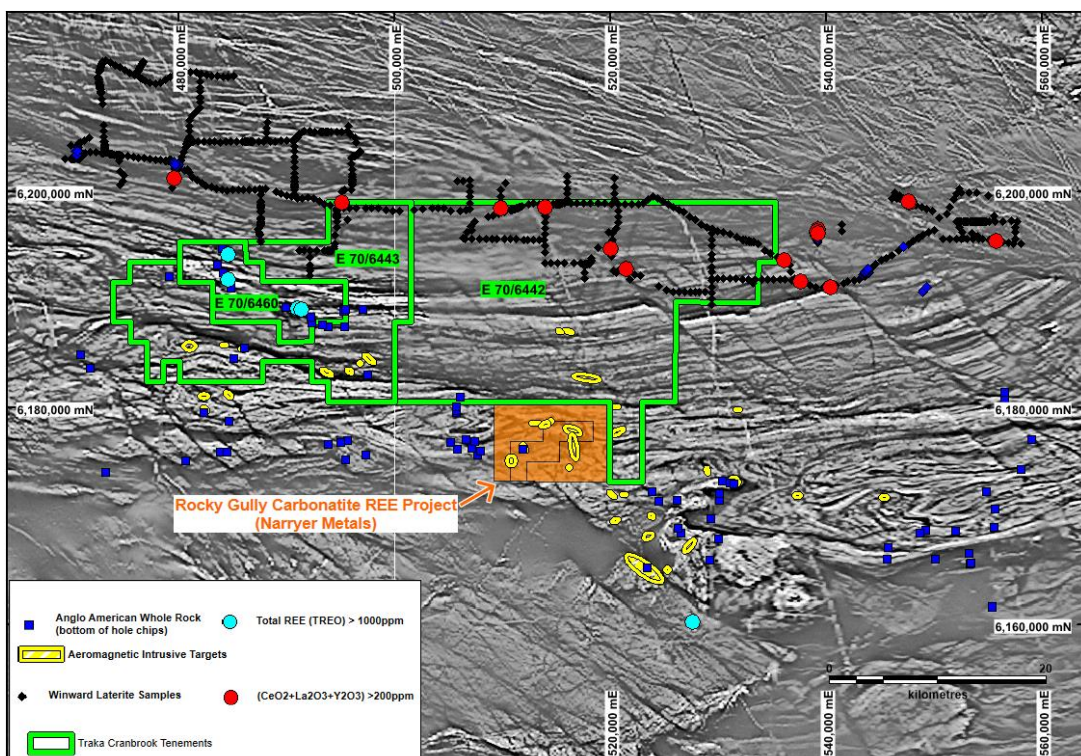 480,000 mE
500,000 mE
520,000 mE
540,000 mE
560,000 mE
6,200,000 mN
6,200,000 mN
E 70/6443
E 70/6442
E 70/6460
6,180,000 mN
6,180,000 mN
Rocky Gully Carbonatite REE Project
(Narryer Metals)
6,160,000 mN
Anglo American Whole Rock
(bottom of hole chips)
Total REE (TREO) > 1000ppm
Aeromagnetic Intrusive Targets
Winward Laterite Samples
(CeO2+La2O3+Y2O3) >200ppm
Traka Cranbrook Tenements
0
20
kilometres
520,000 mE
540,000 mE